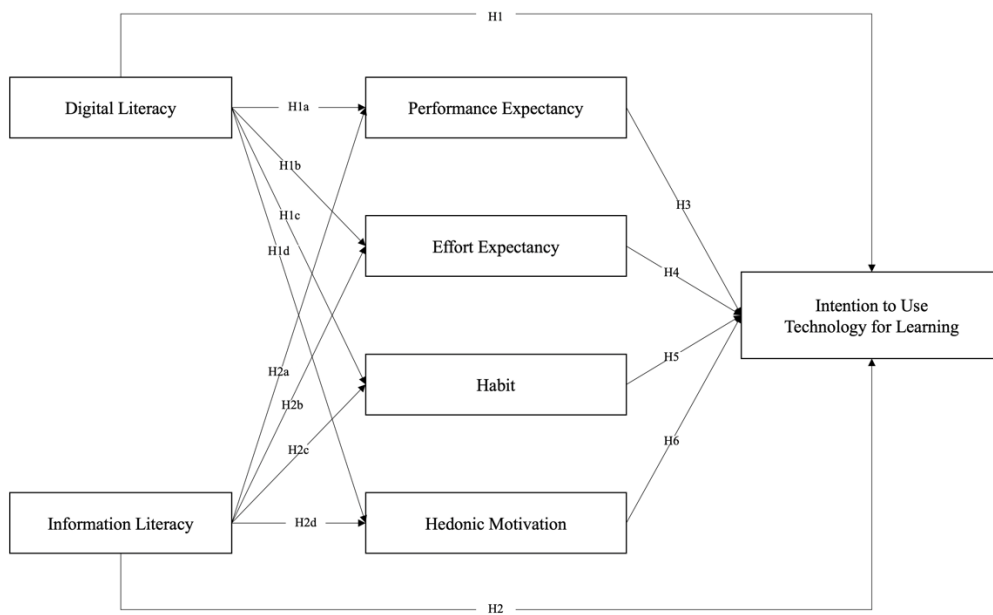 H1
Digital Literacy
H1a
Performance Expectancy
H1b
H1c
H1d
H3
Effort Expectancy
H4
Intention to Use
Technology for Learning
H2a
H2b
H5
Habit
H2c
H6
Information Literacy
H2d
Hedonic Motivation
H2